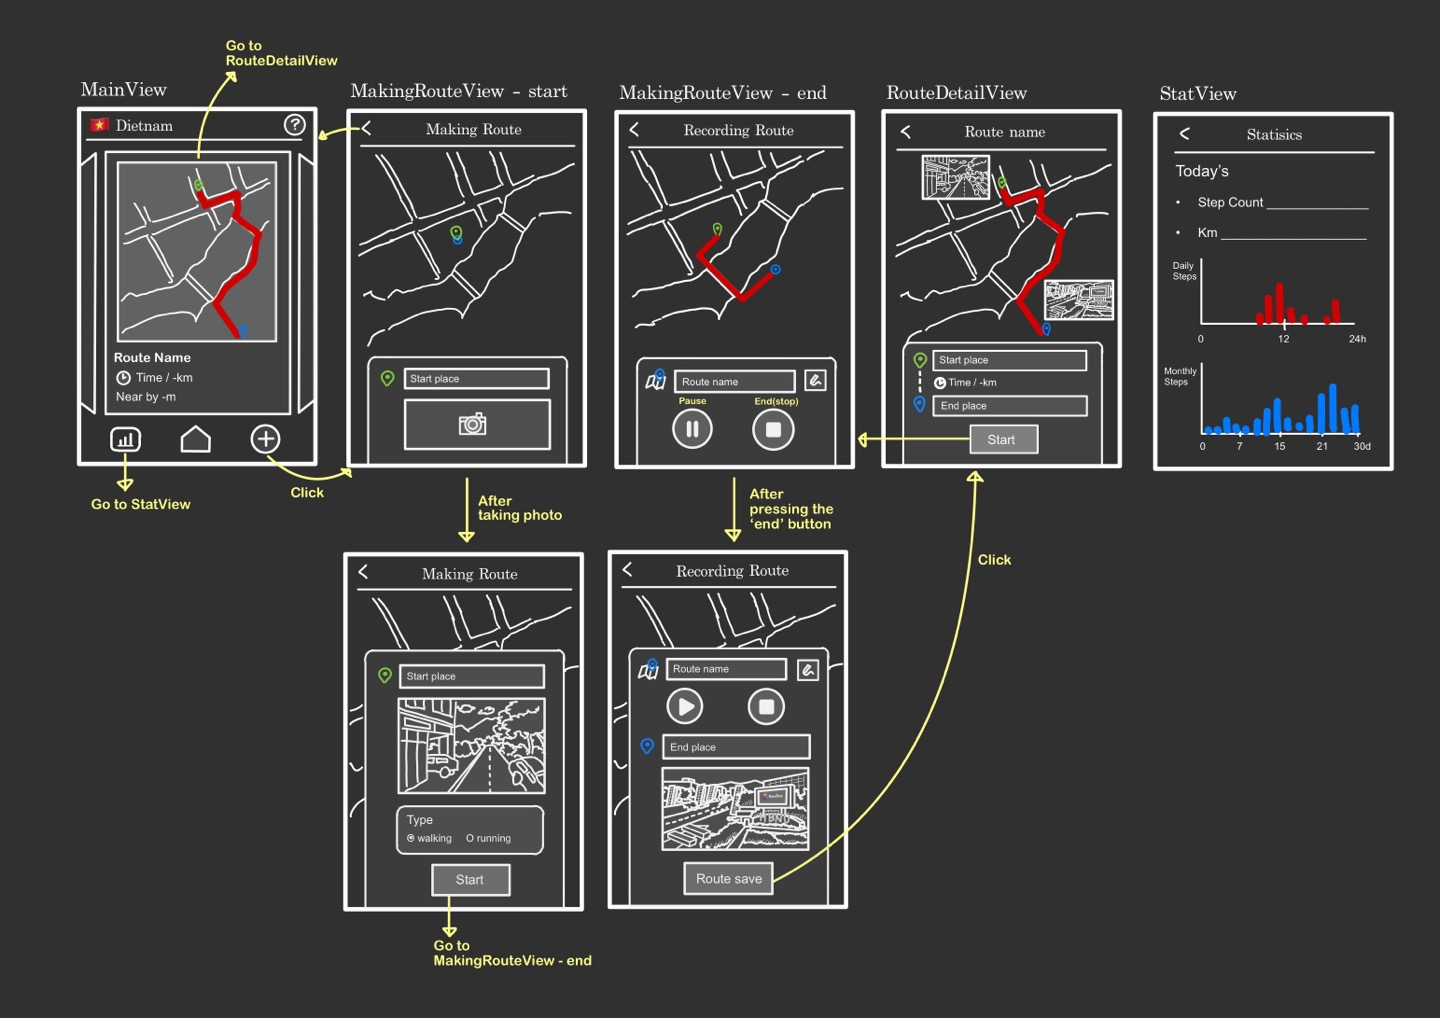 Go to
RouteDetailView
MainView
Dietnam
?
Route Name
Time / -km
Near by -m
Go to StatView
Click
MakingRouteView - start
Making Route
Start place
After
taking photo
Making Route
Start place
Type
walking
running
Start
Go to
MakingRouteView - end
MakingRouteView - end
Recording Route
Route name
Pause
End(stop)
After
pressing the
‘end’ button
Recording Route
Route name
End place
Route save
Click
RouteDetailView
Route name
Start place
Time / -km
End place
Start
StatView
Statisics
Today's
• Step Count
• Km
Daily
Steps
0 12 24h
Monthly
Steps
0 7 15 21 30d